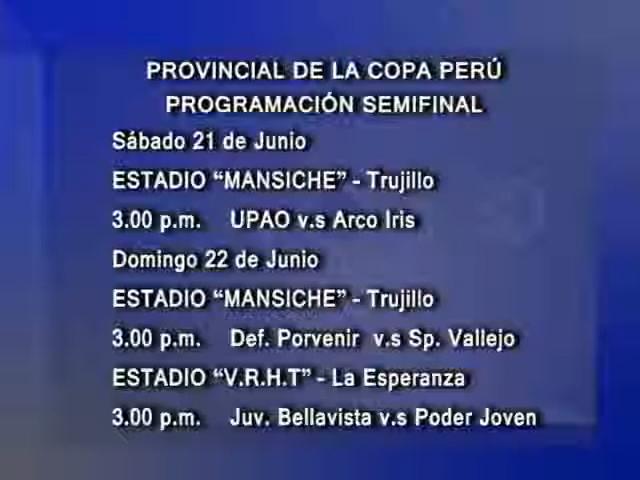 PROVINCIAL DE LA COPA PERÚ
PROGRAMACIÓN SEMIFINAL
Sábado 21 de Junio
ESTADIO “MANSICHE” - Trujillo
3.00 p.m. UPAO v.s Arco Iris
Domingo 22 de Junio
ESTADIO “MANSICHE” - Trujillo
3.00 p.m. Def. Porvenir v.s Sp. Vallejo
ESTADIO “V.R.H.T” - La Esperanza
3.00 p.m. Juv. Bellavista v.s Poder Joven